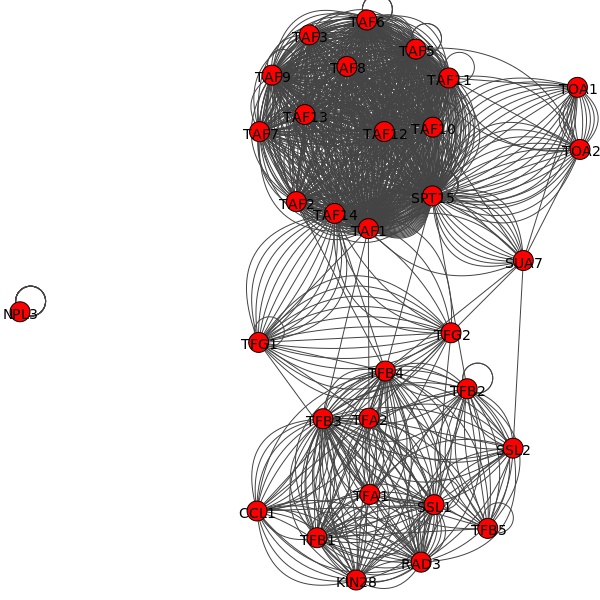 TAF6
TAF3
TAF5
TAF8
TAF9
TAF11
TOA1
TAF13
TAF7
TAF12
TAF10
TOA2
TAF2
SPT15
TAF14
TAF1
SUA7
NPL3
TFG2
TFG1
TFB4
TFB2
TFB3
TFA2
SSL2
TFA1
SSL1
CCL1
TFB5
TFB1
RAD3
KIN28